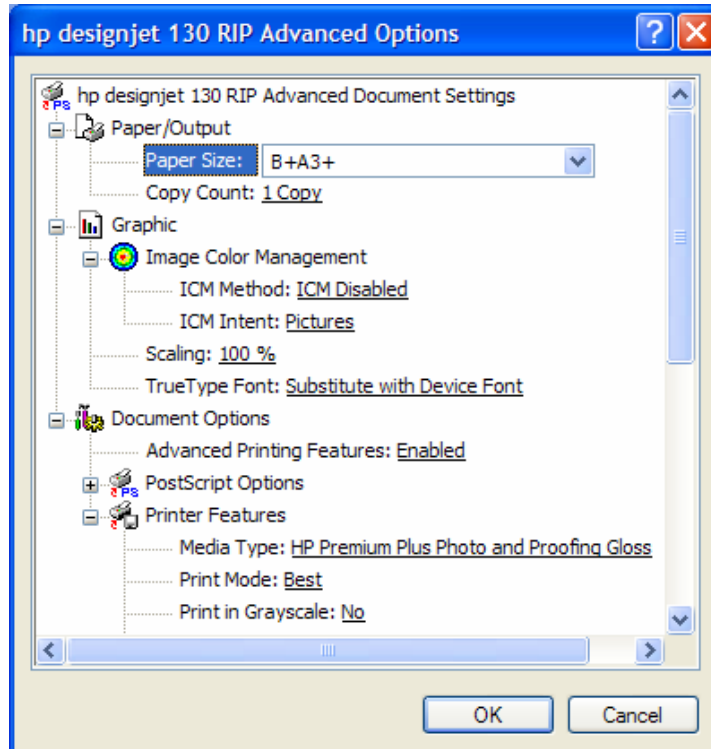 hp designjet 130 RIP Advanced Options
hp designjet 130 RIP Advanced Document Settings
Paper/Output
Paper Size: B+A3+
Copy Count: 1 Copy
Graphic
Image Color Management
ICM Method: ICM Disabled
ICM Intent: Pictures
Scaling: 100 %
TrueType Font: Substitute with Device Font
Document Options
Advanced Printing Features: Enabled
PostScript Options
Printer Features
Media Type: HP Premium Plus Photo and Proofing Gloss
Print Mode: Best
Print in Grayscale: No
OK Cancel